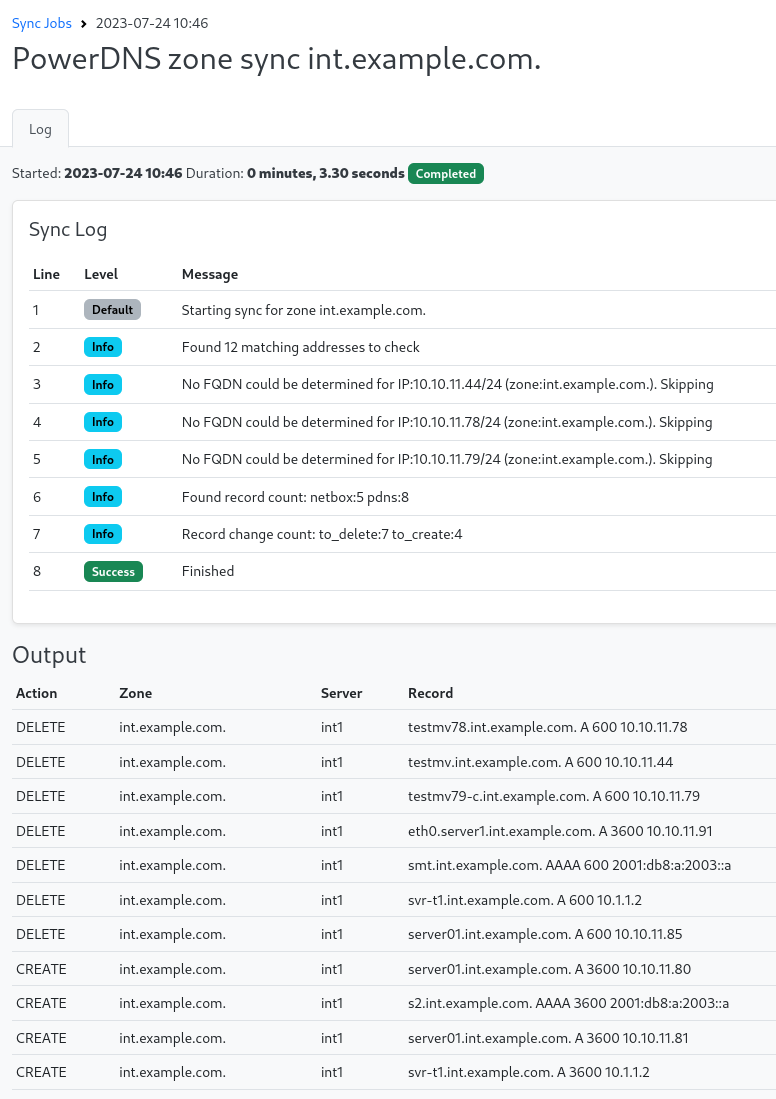 Sync Jobs > 2023-07-24 10:46
PowerDNS zone sync int.example.com.
Log
Started: 2023-07-24 10:46 Duration: 0 minutes, 3.30 seconds Completed
Sync Log
Line Level Message
1 Default Starting sync for zone int.example.com.
2 Info Found 12 matching addresses to check
3 Info No FQDN could be determined for IP:10.10.11.44/24 (zone:int.example.com.). Skipping
4 Info No FQDN could be determined for IP:10.10.11.78/24 (zone:int.example.com.). Skipping
5 Info No FQDN could be determined for IP:10.10.11.79/24 (zone:int.example.com.). Skipping
6 Info Found record count: netbox:5 pdns:8
7 Info Record change count: to_delete:7 to_create:4
8 Success Finished
Output
Action Zone Server Record
DELETE int.example.com. int1 testmv78.int.example.com. A 600 10.10.11.78
DELETE int.example.com. int1 testmv.int.example.com. A 600 10.10.11.44
DELETE int.example.com. int1 testmv79-c.int.example.com. A 600 10.10.11.79
DELETE int.example.com. int1 eth0.server1.int.example.com. A 3600 10.10.11.91
DELETE int.example.com. int1 smt.int.example.com. AAAA 600 2001:db8:a:2003::a
DELETE int.example.com. int1 svr-t1.int.example.com. A 600 10.1.1.2
DELETE int.example.com. int1 server01.int.example.com. A 600 10.10.11.85
CREATE int.example.com. int1 server01.int.example.com. A 3600 10.10.11.80
CREATE int.example.com. int1 s2.int.example.com. AAAA 3600 2001:db8:a:2003::a
CREATE int.example.com. int1 server01.int.example.com. A 3600 10.10.11.81
CREATE int.example.com. int1 svr-t1.int.example.com. A 3600 10.1.1.2